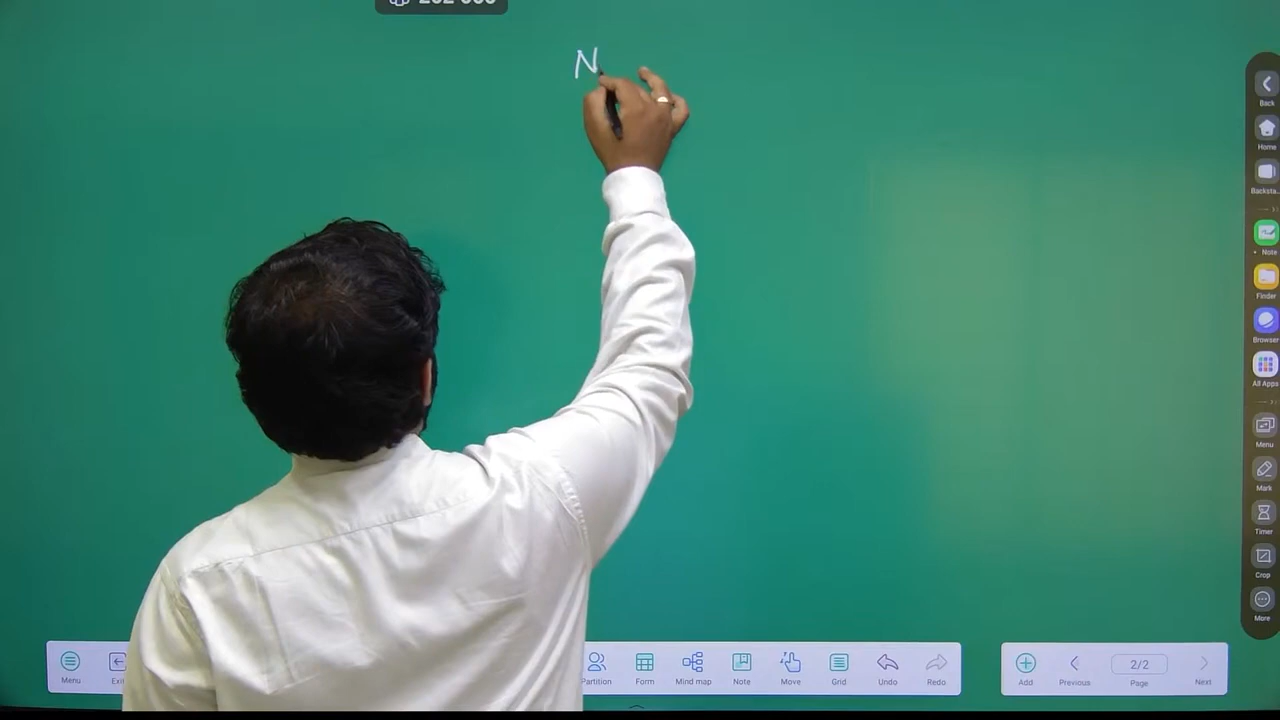 N
Back
Home
Backsta..
Note
Finder
Browser
All Apps
Menu
Mark
Timer
Crop
More
Menu
Partition
Form
Mind map
Note
Move
Grid
Undo
Redo
Add
Previous
2/2
Page
Next